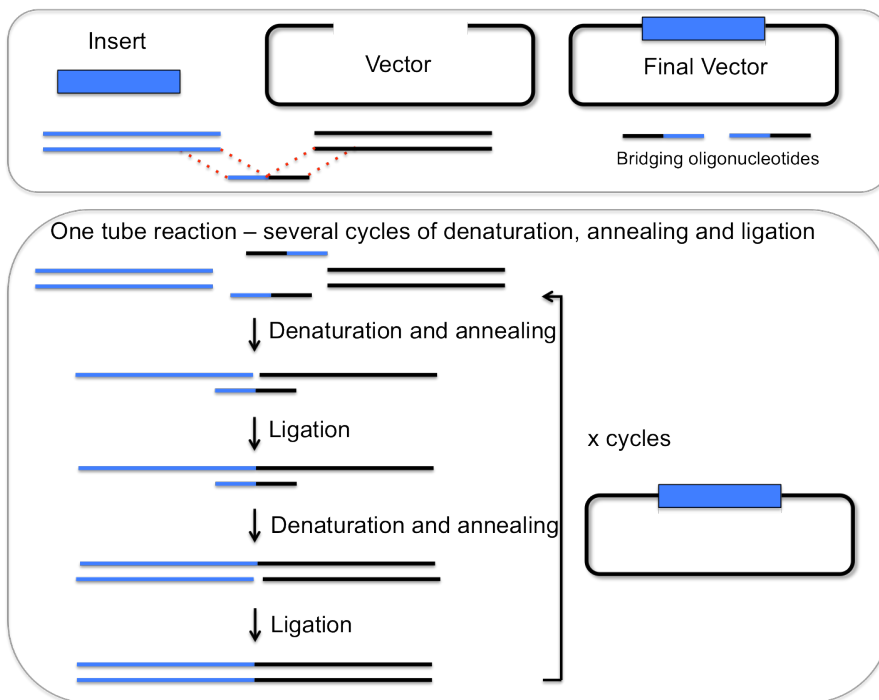 Insert
Vector
Final Vector
Bridging oligonucleotides
One tube reaction – several cycles of denaturation, annealing and ligation
Denaturation and annealing
Ligation
x cycles
Denaturation and annealing
Ligation